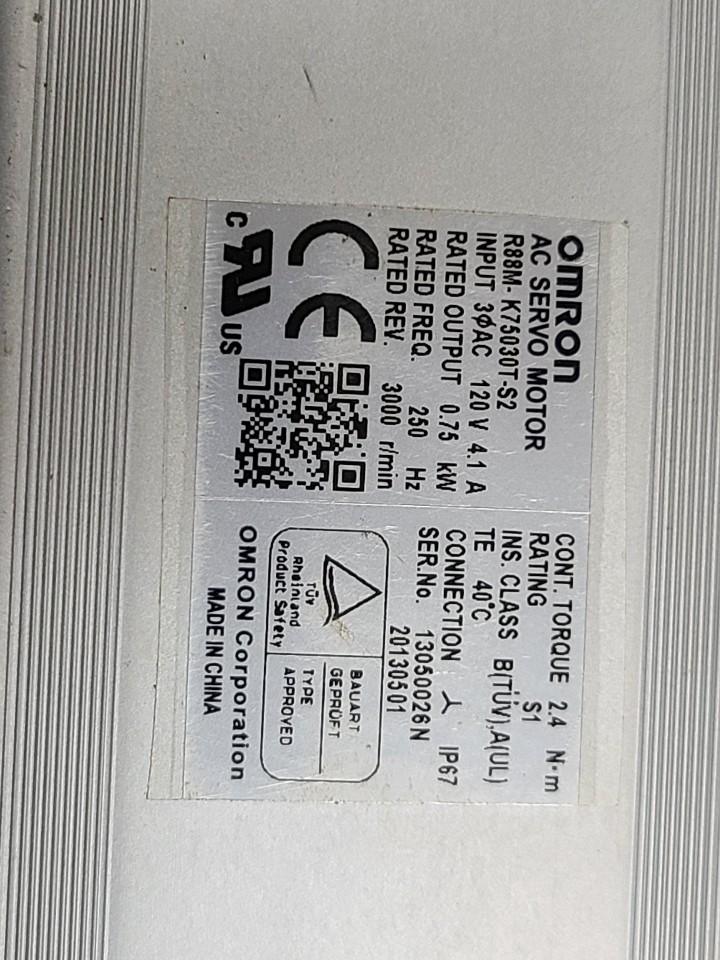 omron
AC SERVO MOTOR
R88M- K75030T-S2
INPUT 3ϕAC 120 V 4.1 A
RATED OUTPUT 0.75 kW
RATED FREQ. 250 Hz
RATED REV. 3000 r/min
CE
c RU US
CONT. TORQUE 2.4 N·m
RATING S1
INS. CLASS B(TÜV),A(UL)
TE 40°C
CONNECTION 人 IP67
SER.No. 13050026N
20130501
TÜV
Rheinland
Product Safety
BAUART
GEPRÜFT
TYPE
APPROVED
OMRON Corporation
MADE IN CHINA